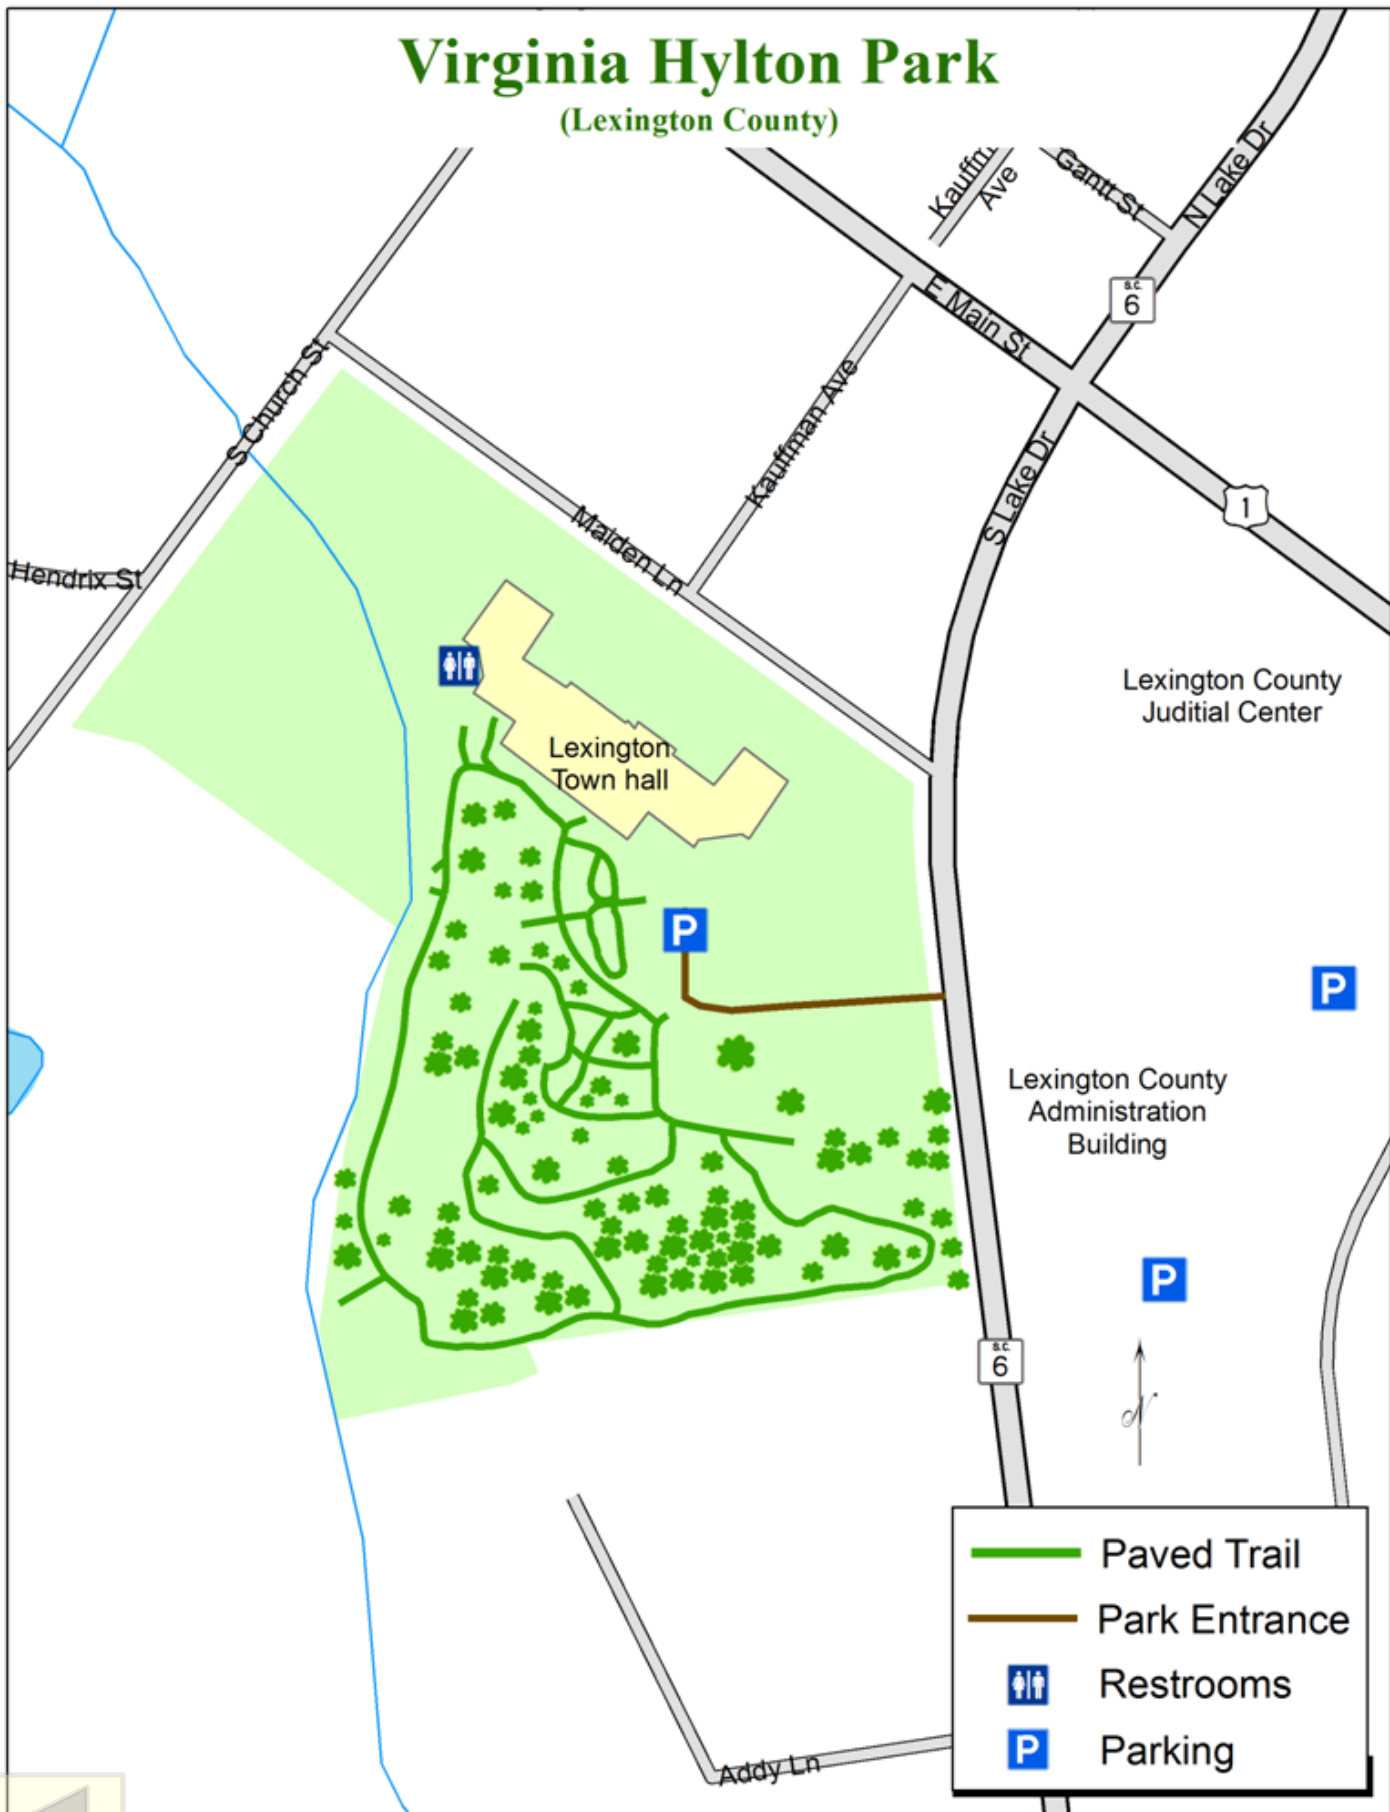 Virginia Hylton Park
(Lexington County)
Gantt St
N Lake Dr
Ave
S.C.
6
E Main St
S Church St
Kauffman Ave
S Lake Dr
1
Maiden Ln
Hendrix St
Lexington County
Juditial Center
Lexington
Town hall
P
P
Lexington County
Administration
Building
P
S.C.
6
N
Paved Trail
Park Entrance
Restrooms
P Parking
Addy Ln